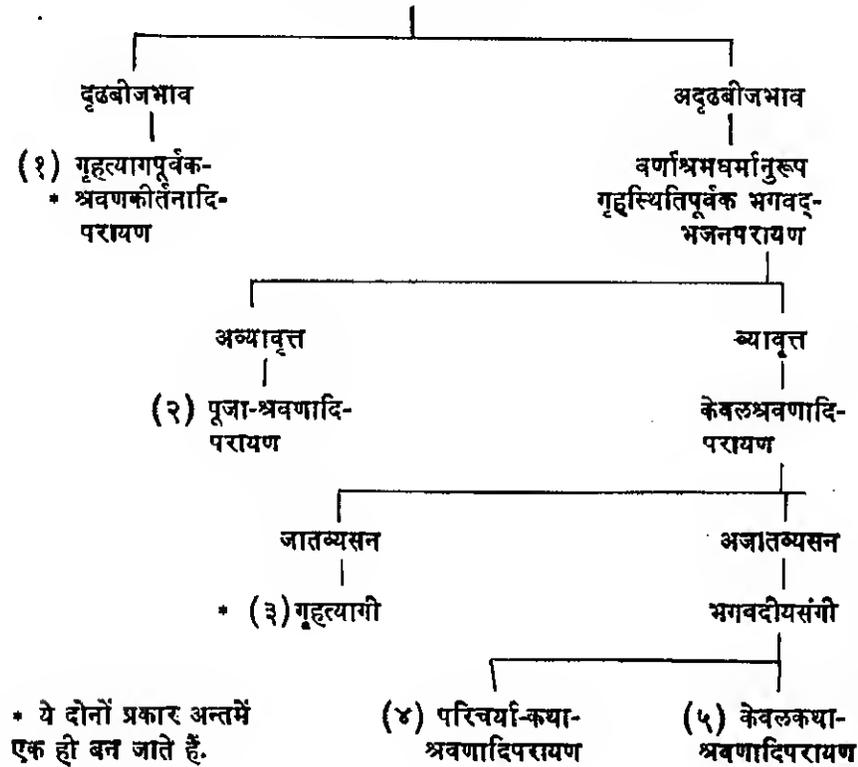 दृढबीजभाव
अदृढबीजभाव
(१) गृहत्यागपूर्वक-
* श्रवणकीर्तनादि-
परायण
वर्णाश्रमधर्मानुरूप
गृहस्थितिपूर्वक भगवद्-
भजनपरायण
अव्यावृत्त
व्यावृत्त
(२) पूजा-श्रवणादि-
परायण
केवलश्रवणादि-
परायण
जातव्यसन
अजातव्यसन
* (३) गृहत्यागी
भगवदीयसंगी
* ये दोनों प्रकार अन्तमें
एक ही बन जाते हैं.
(४) परिचर्या-कथा-
श्रवणादिपरायण
(५) केवलकथा-
श्रवणादिपरायण